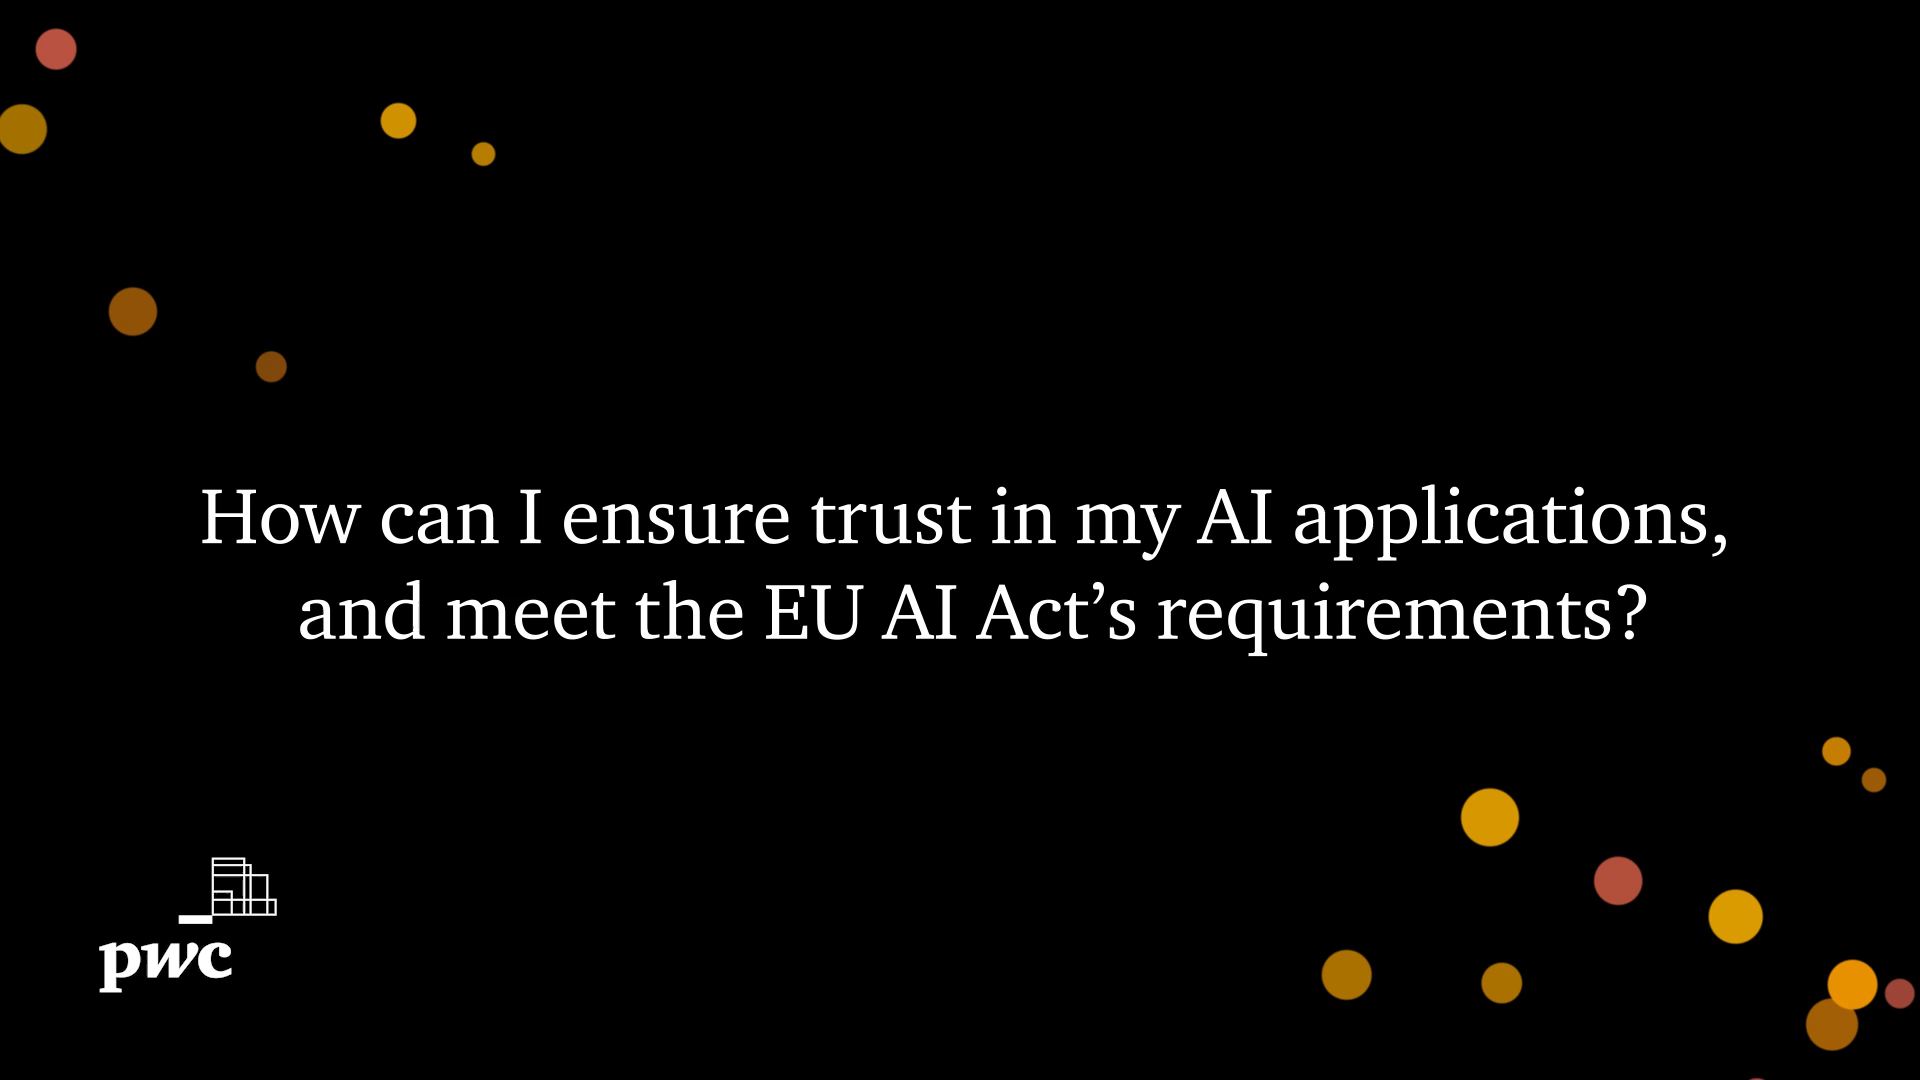 How can I ensure trust in my AI applications,
and meet the EU AI Act’s requirements?
pwc